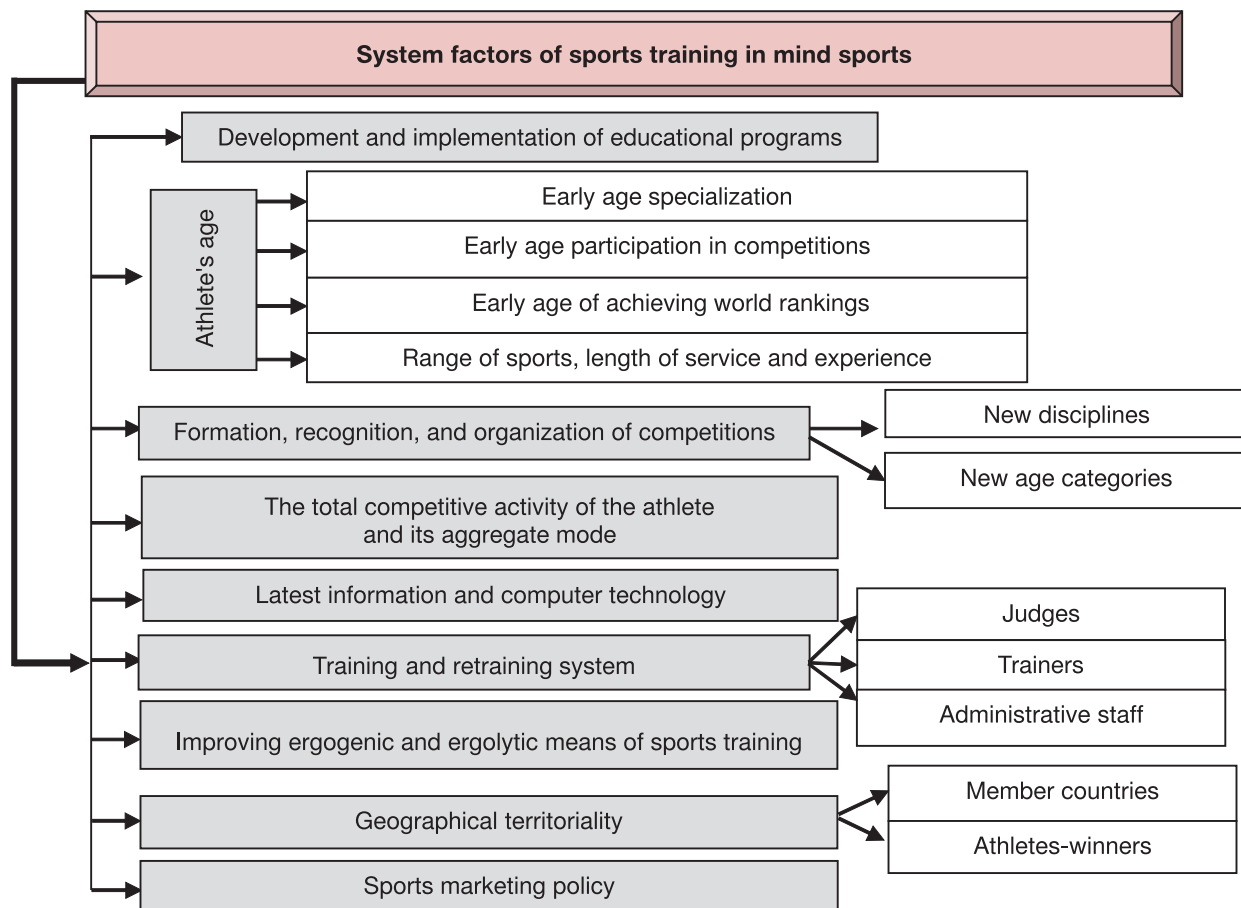 System factors of sports training in mind sports
Development and implementation of educational programs
Athlete's age
Early age specialization
Early age participation in competitions
Early age of achieving world rankings
Range of sports, length of service and experience
Formation, recognition, and organization of competitions
New disciplines
New age categories
The total competitive activity of the athlete
and its aggregate mode
Latest information and computer technology
Training and retraining system
Judges
Trainers
Administrative staff
Improving ergogenic and ergolytic means of sports training
Geographical territoriality
Member countries
Athletes-winners
Sports marketing policy